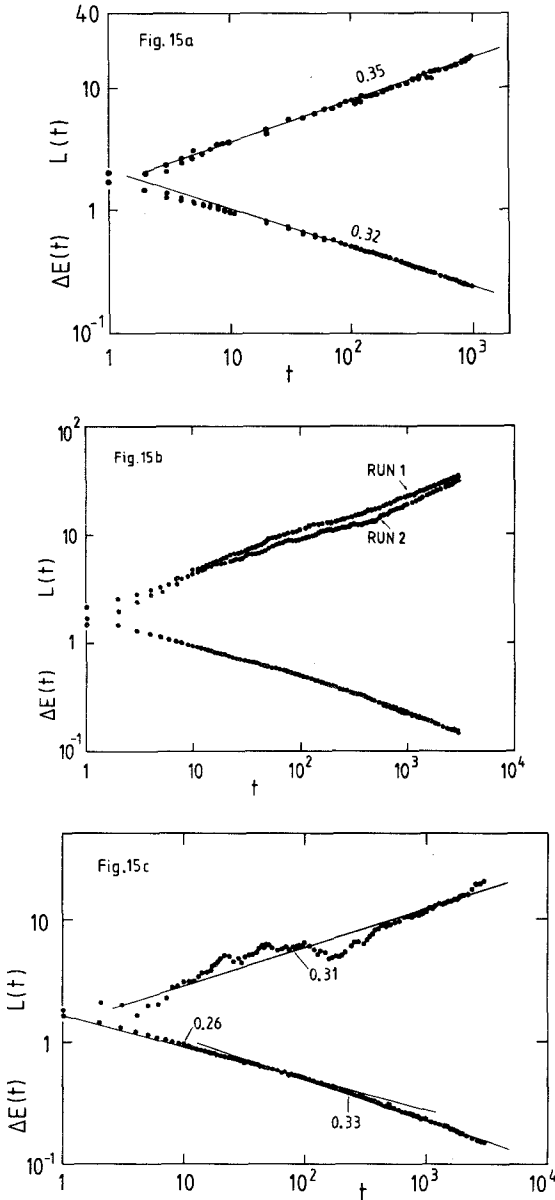 40
Fig. 15a
10
L(t)
0.35
1
0.32
ΔE(t)
10⁻¹
1 10 10² 10³
t
10²
Fig.15b
RUN 1
10
L(t)
RUN 2
1
ΔE(t)
10⁻¹
1 10 10² 10³ 10⁴
t
Fig.15c
10
L(t)
0.31
0.26
1
ΔE(t)
0.33
10⁻¹
1 10 10² 10³ 10⁴
t